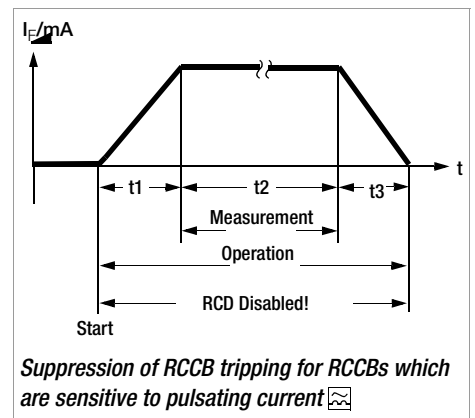 I_F/mA
t
t1
t2
t3
Measurement
Operation
RCD Disabled!
Start
Suppression of RCCB tripping for RCCBs which
are sensitive to pulsating current